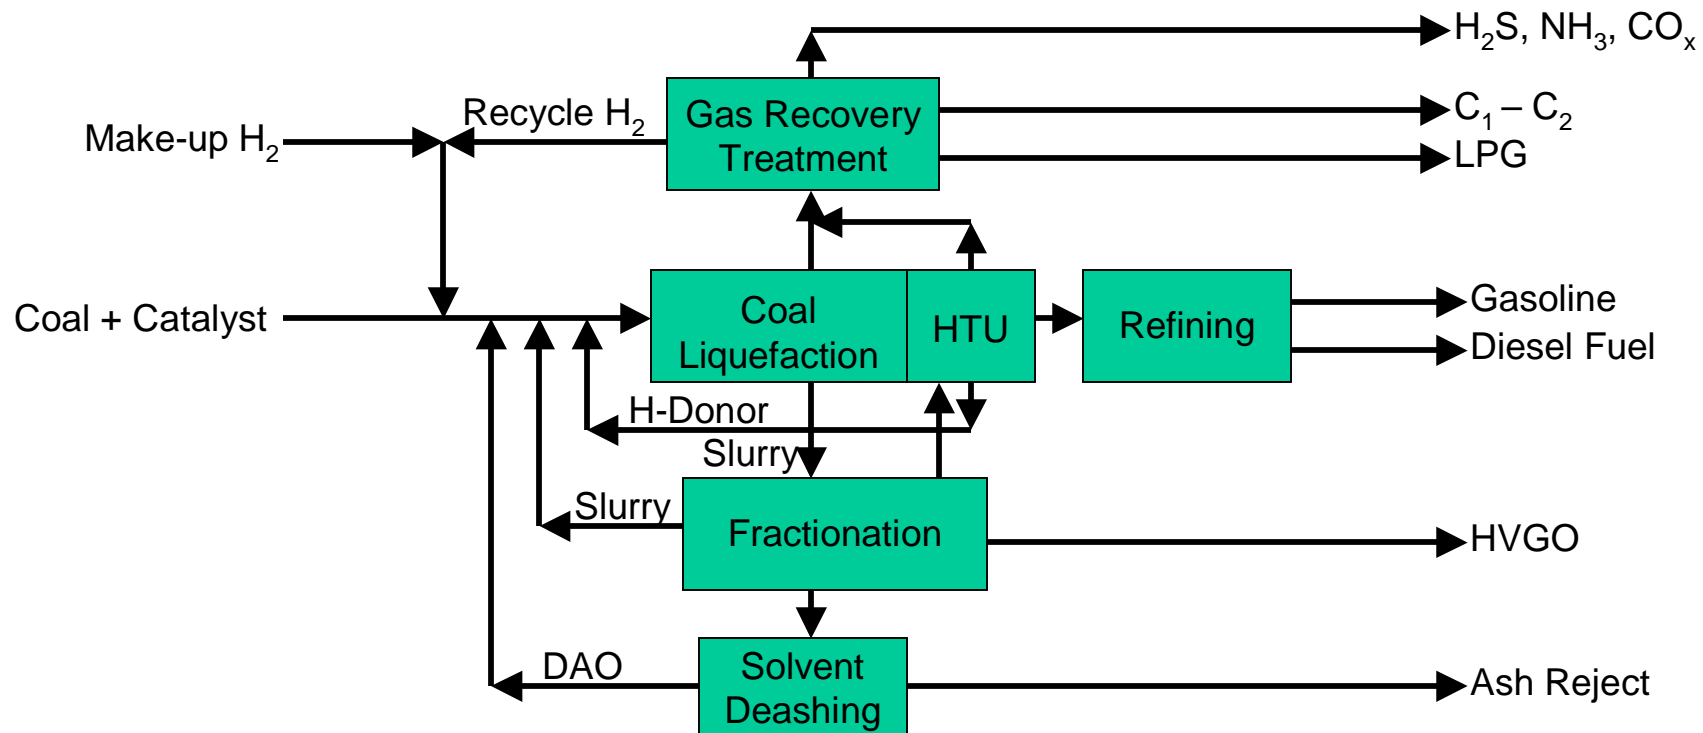 H₂S, NH₃, COₓ
Recycle H₂
Gas Recovery
Treatment
C₁ – C₂
Make-up H₂
LPG
Coal + Catalyst
Coal
Liquefaction
HTU
Refining
Gasoline
Diesel Fuel
H-Donor
Slurry
Slurry
Fractionation
HVGO
DAO
Solvent
Deashing
Ash Reject